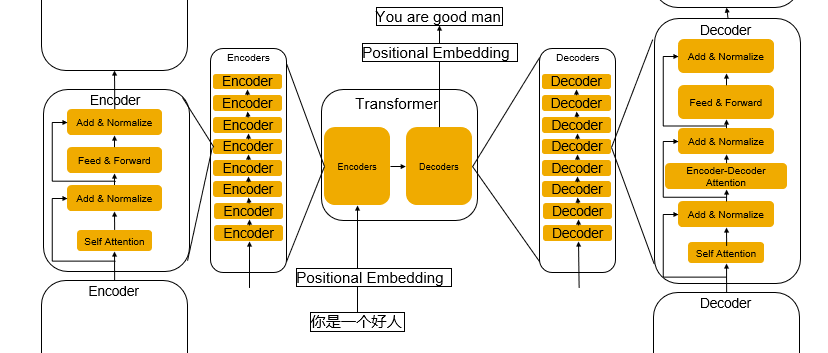 You are good man
Positional Embedding
Encoder
Add & Normalize
Feed & Forward
Add & Normalize
Self Attention
Encoder
Encoders
Encoder
Encoder
Encoder
Encoder
Encoder
Encoder
Encoder
Encoder
Transformer
Encoders
Decoders
Positional Embedding
你是一个好人
Decoders
Decoder
Decoder
Decoder
Decoder
Decoder
Decoder
Decoder
Decoder
Decoder
Add & Normalize
Feed & Forward
Add & Normalize
Encoder-Decoder
Attention
Add & Normalize
Self Attention
Decoder